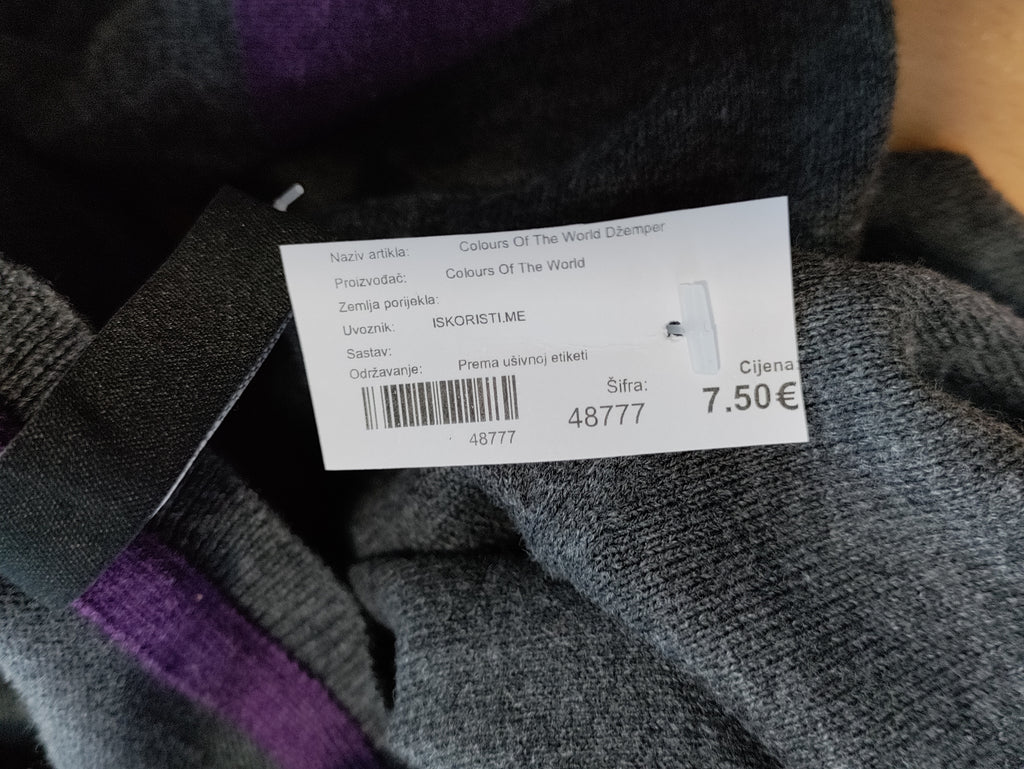 Naziv artikla: Colours Of The World Džemper
Proizvođač: Colours Of The World
Zemlja porijekla:
Uvoznik: ISKORISTI.ME
Sastav:
Održavanje: Prema ušivnoj etiketi
48777
Šifra:
48777
Cijena:
7.50€